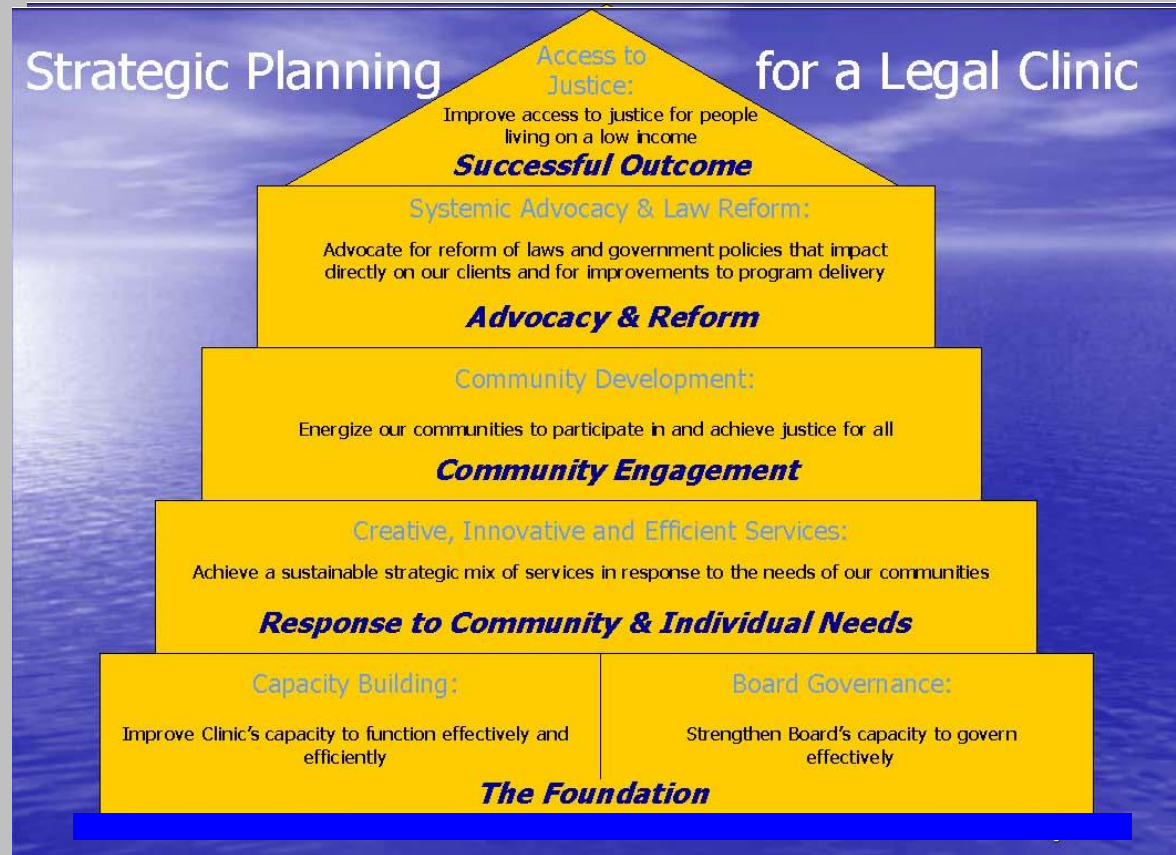 Strategic Planning for a Legal Clinic
Access to
Justice:
Improve access to justice for people
living on a low income
Successful Outcome
Systemic Advocacy & Law Reform:
Advocate for reform of laws and government policies that impact
directly on our clients and for improvements to program delivery
Advocacy & Reform
Community Development:
Energize our communities to participate in and achieve justice for all
Community Engagement
Creative, Innovative and Efficient Services:
Achieve a sustainable strategic mix of services in response to the needs of our communities
Response to Community & Individual Needs
Capacity Building:
Improve Clinic's capacity to function effectively and
efficiently
Board Governance:
Strengthen Board's capacity to govern
effectively
The Foundation